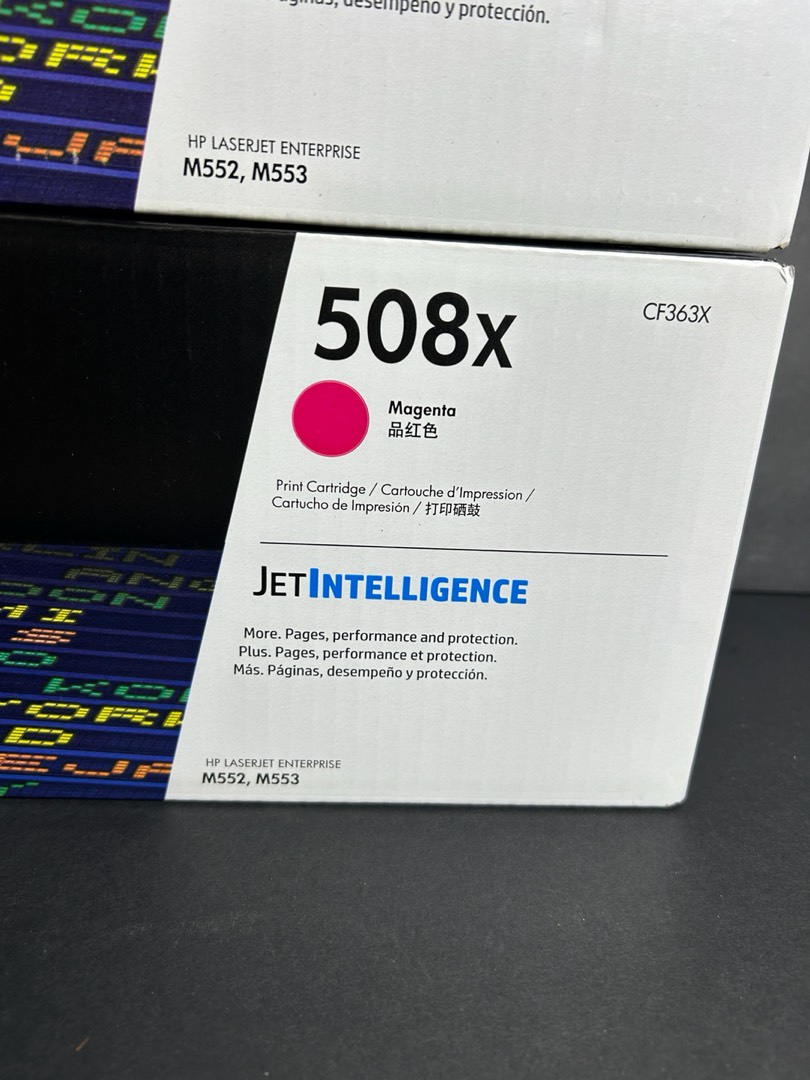 desempeño y protección.
HP LASERJET ENTERPRISE
M552, M553
508X
CF363X
Magenta
品红色
Print Cartridge / Cartouche d'Impression /
Cartucho de Impresión / 打印硒鼓
JETINTELLIGENCE
More. Pages, performance and protection.
Plus. Pages, performance et protection.
Más. Páginas, desempeño y protección.
HP LASERJET ENTERPRISE
M552, M553